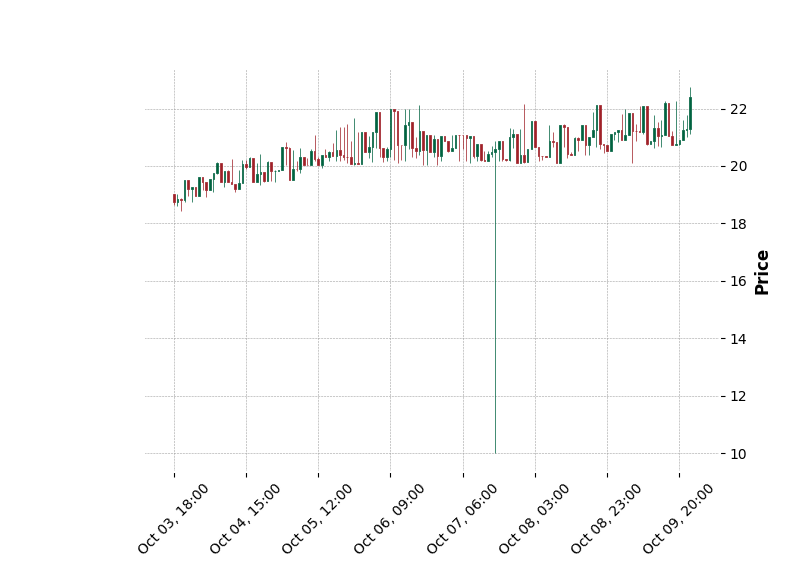 22
20
18
16
14
12
10
Price
Oct 03, 18:00
Oct 04, 15:00
Oct 05, 12:00
Oct 06, 09:00
Oct 07, 06:00
Oct 08, 03:00
Oct 08, 23:00
Oct 09, 20:00